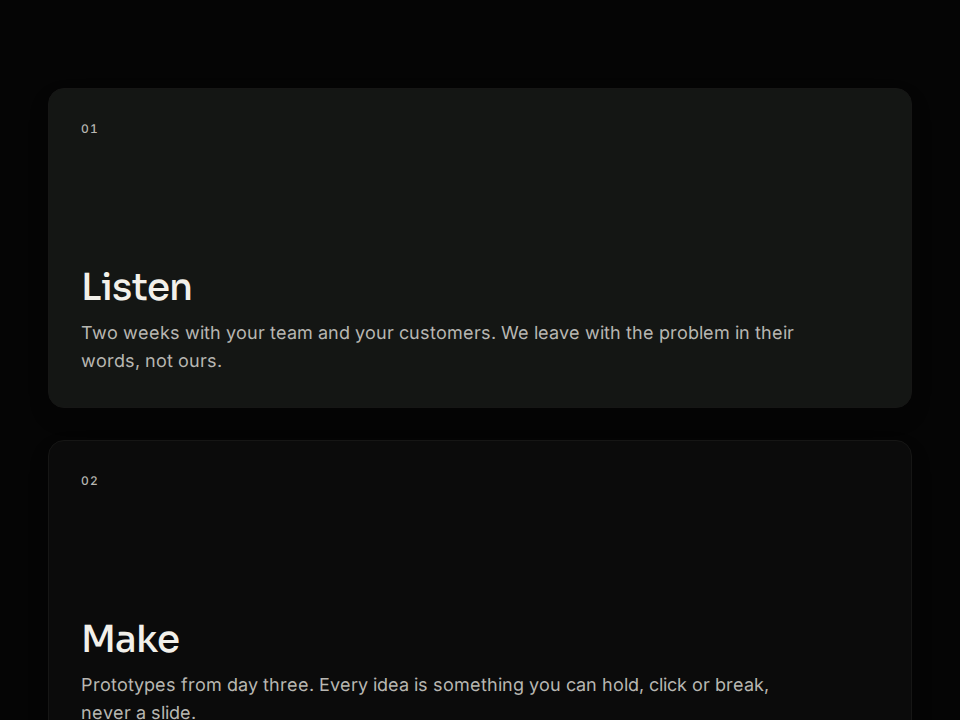 01
Listen
Two weeks with your team and your customers. We leave with the problem in their
words, not ours.
02
Make
Prototypes from day three. Every idea is something you can hold, click or break,
never a slide.